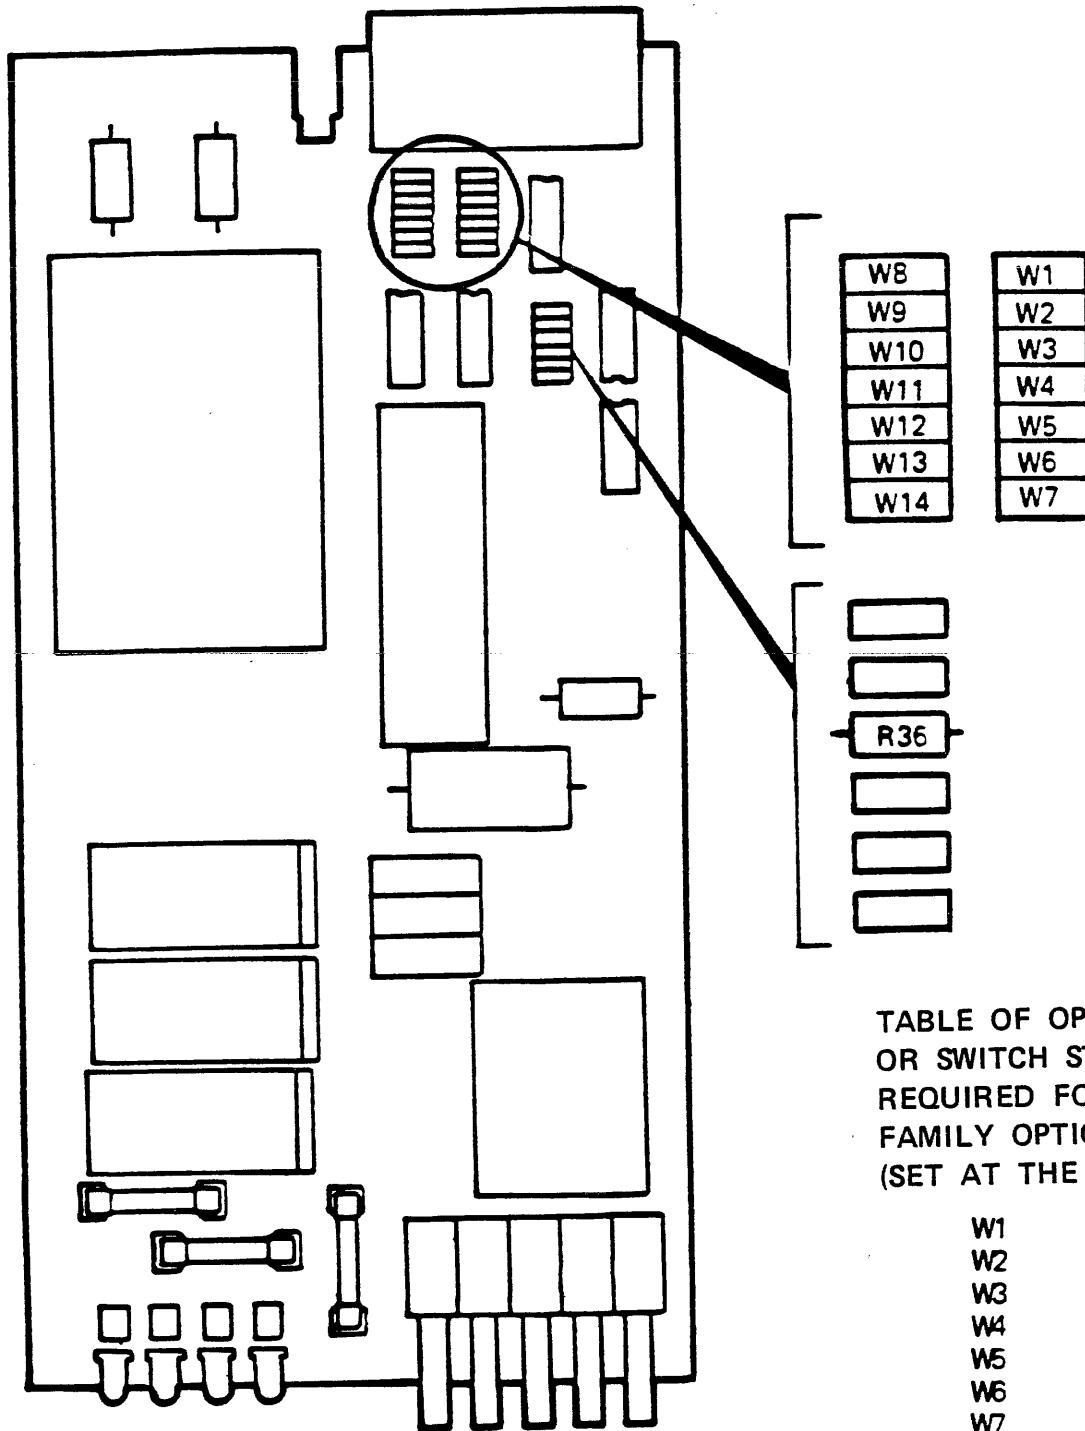 W8 W1
W9 W2
W10 W3
W11 W4
W12 W5
W13 W6
W14 W7
R36
TABLE OF OP
OR SWITCH S
REQUIRED FO
FAMILY OPTI
(SET AT THE
W1
W2
W3
W4
W5
W6
W7